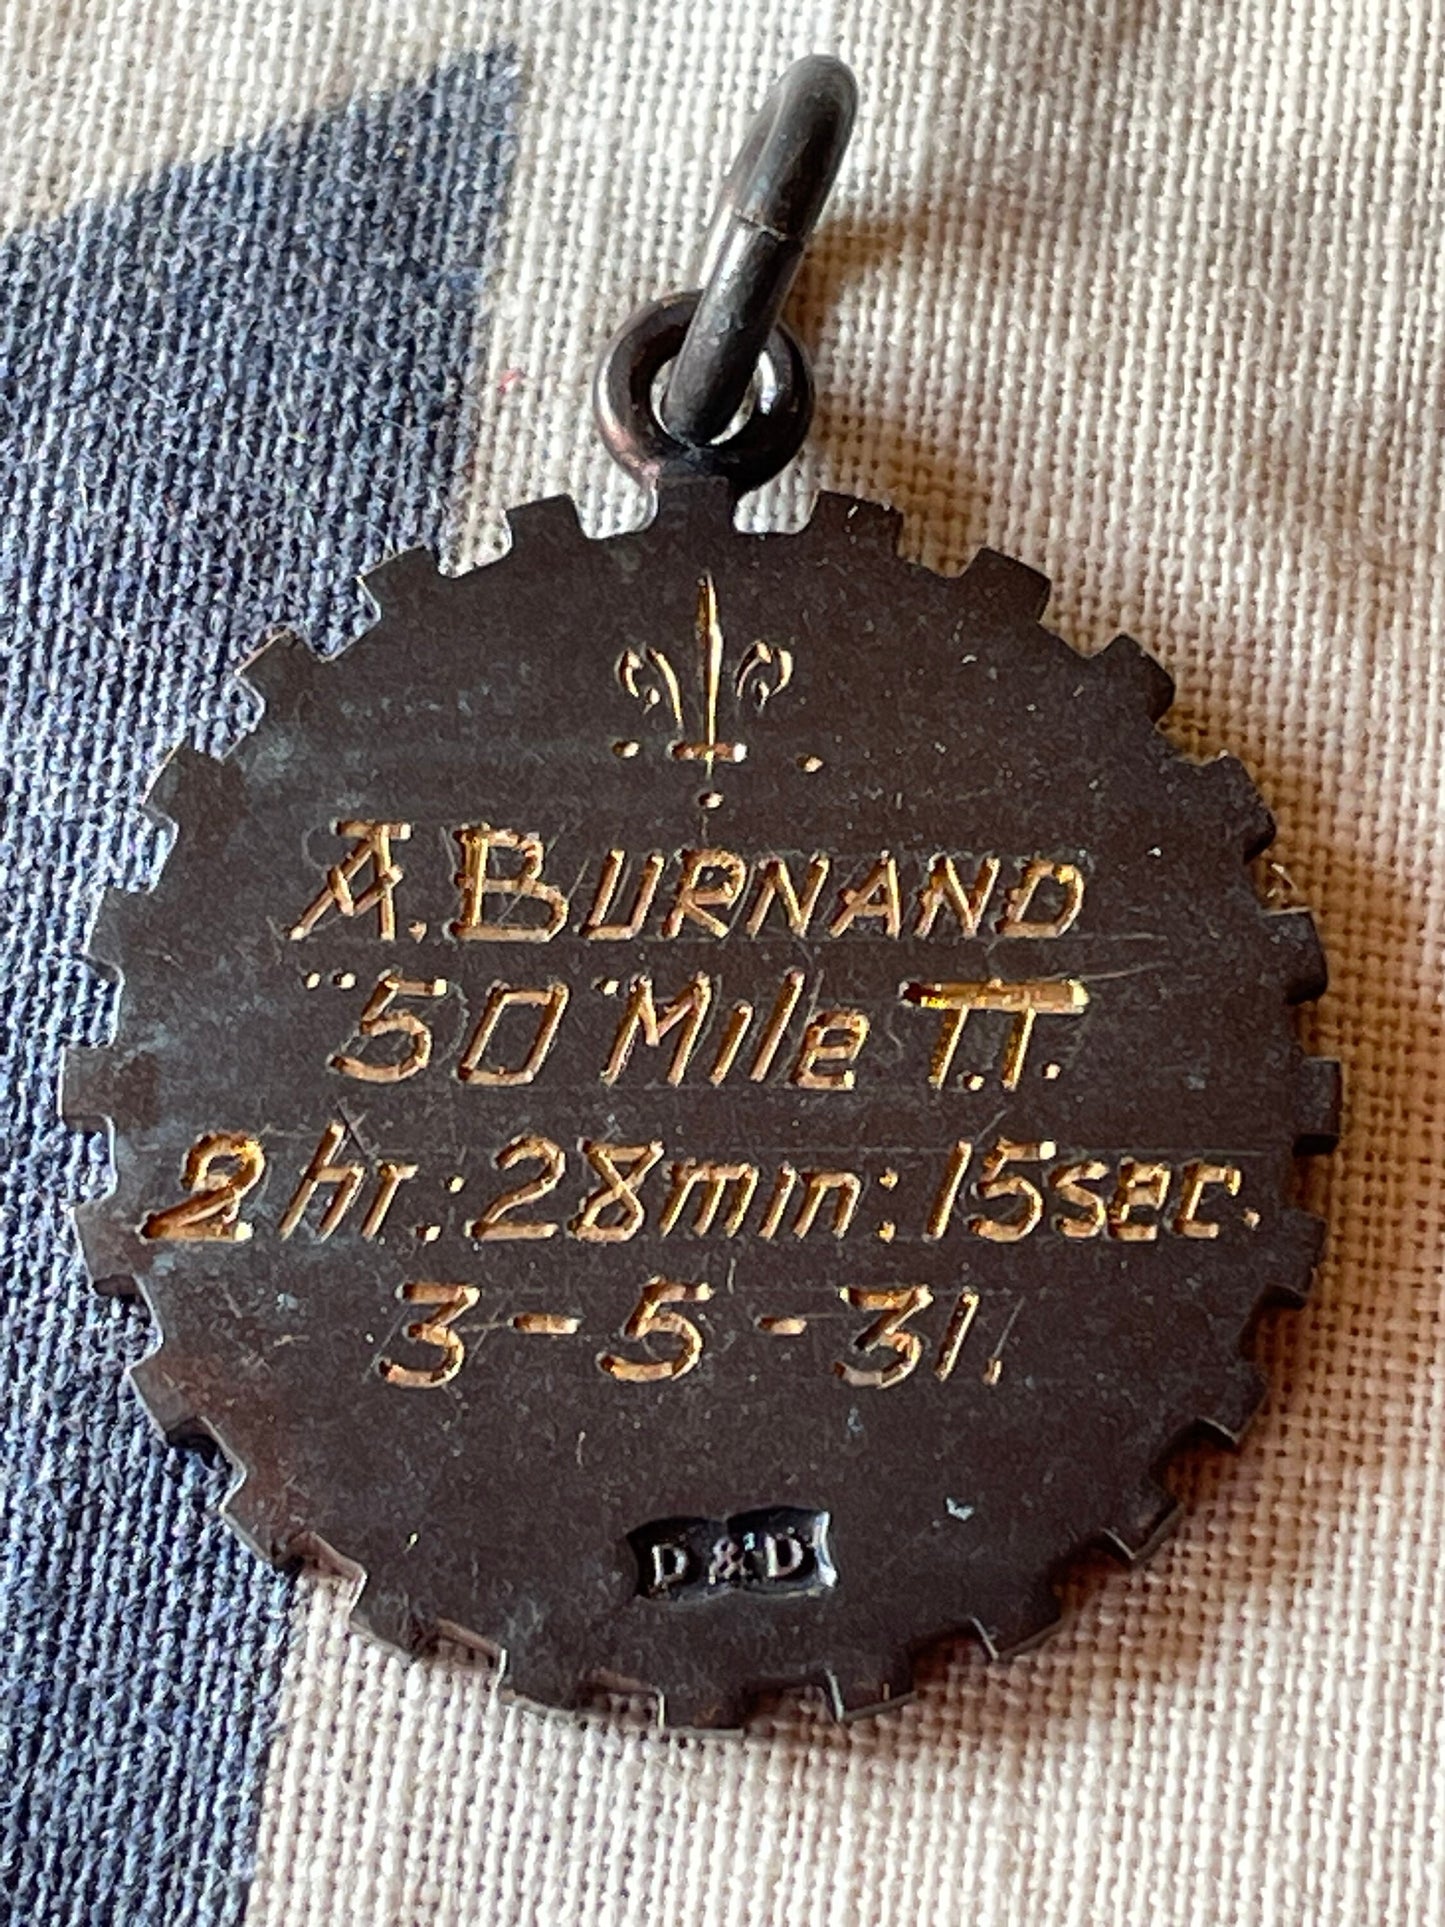 A. BURNAND
"50" Mile T.T.
2 hr: 28 min: 15 sec.
3-5-31.
D & D